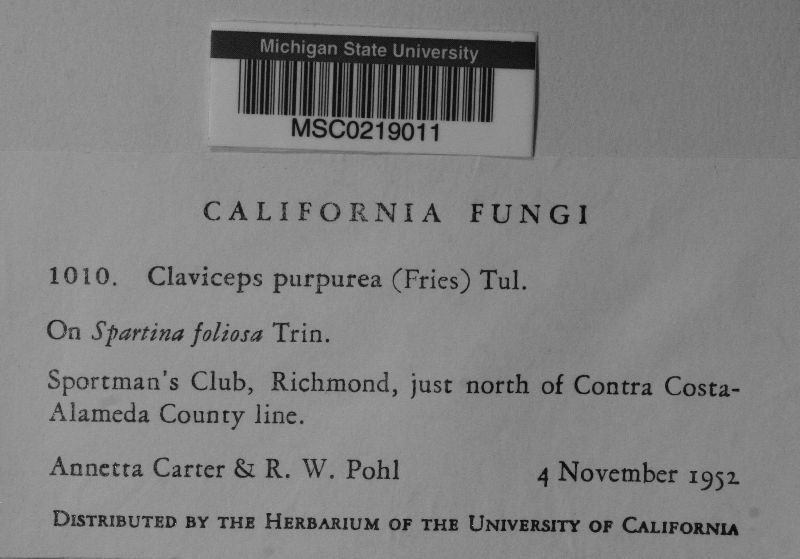 Michigan State University
MSC0219011
CALIFORNIA FUNGI
1010. Claviceps purpurea (Fries) Tul.
On Spartina foliosa Trin.
Sportman's Club, Richmond, just north of Contra Costa-
Alameda County line.
Annetta Carter & R. W. Pohl 4 November 1952
DISTRIBUTED BY THE HERBARIUM OF THE UNIVERSITY OF CALIFORNIA